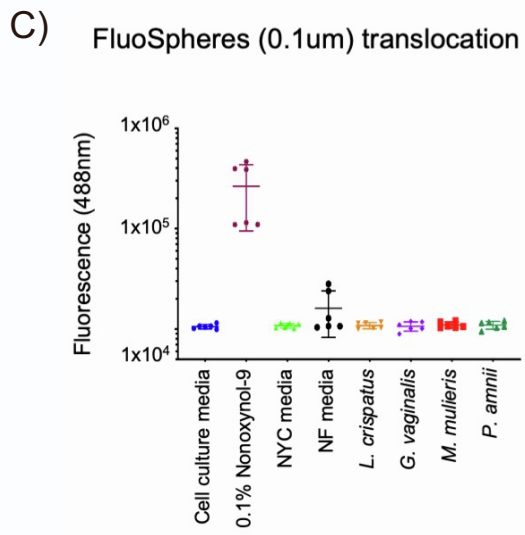 C)
FluoSpheres (0.1um) translocation
Fluorescence (488nm)
1x10⁶
1x10⁵
1x10⁴
Cell culture media
0.1% Nonoxynol-9
NYC media
NF media
L. crispatus
G. vaginalis
M. mulieris
P. amnii